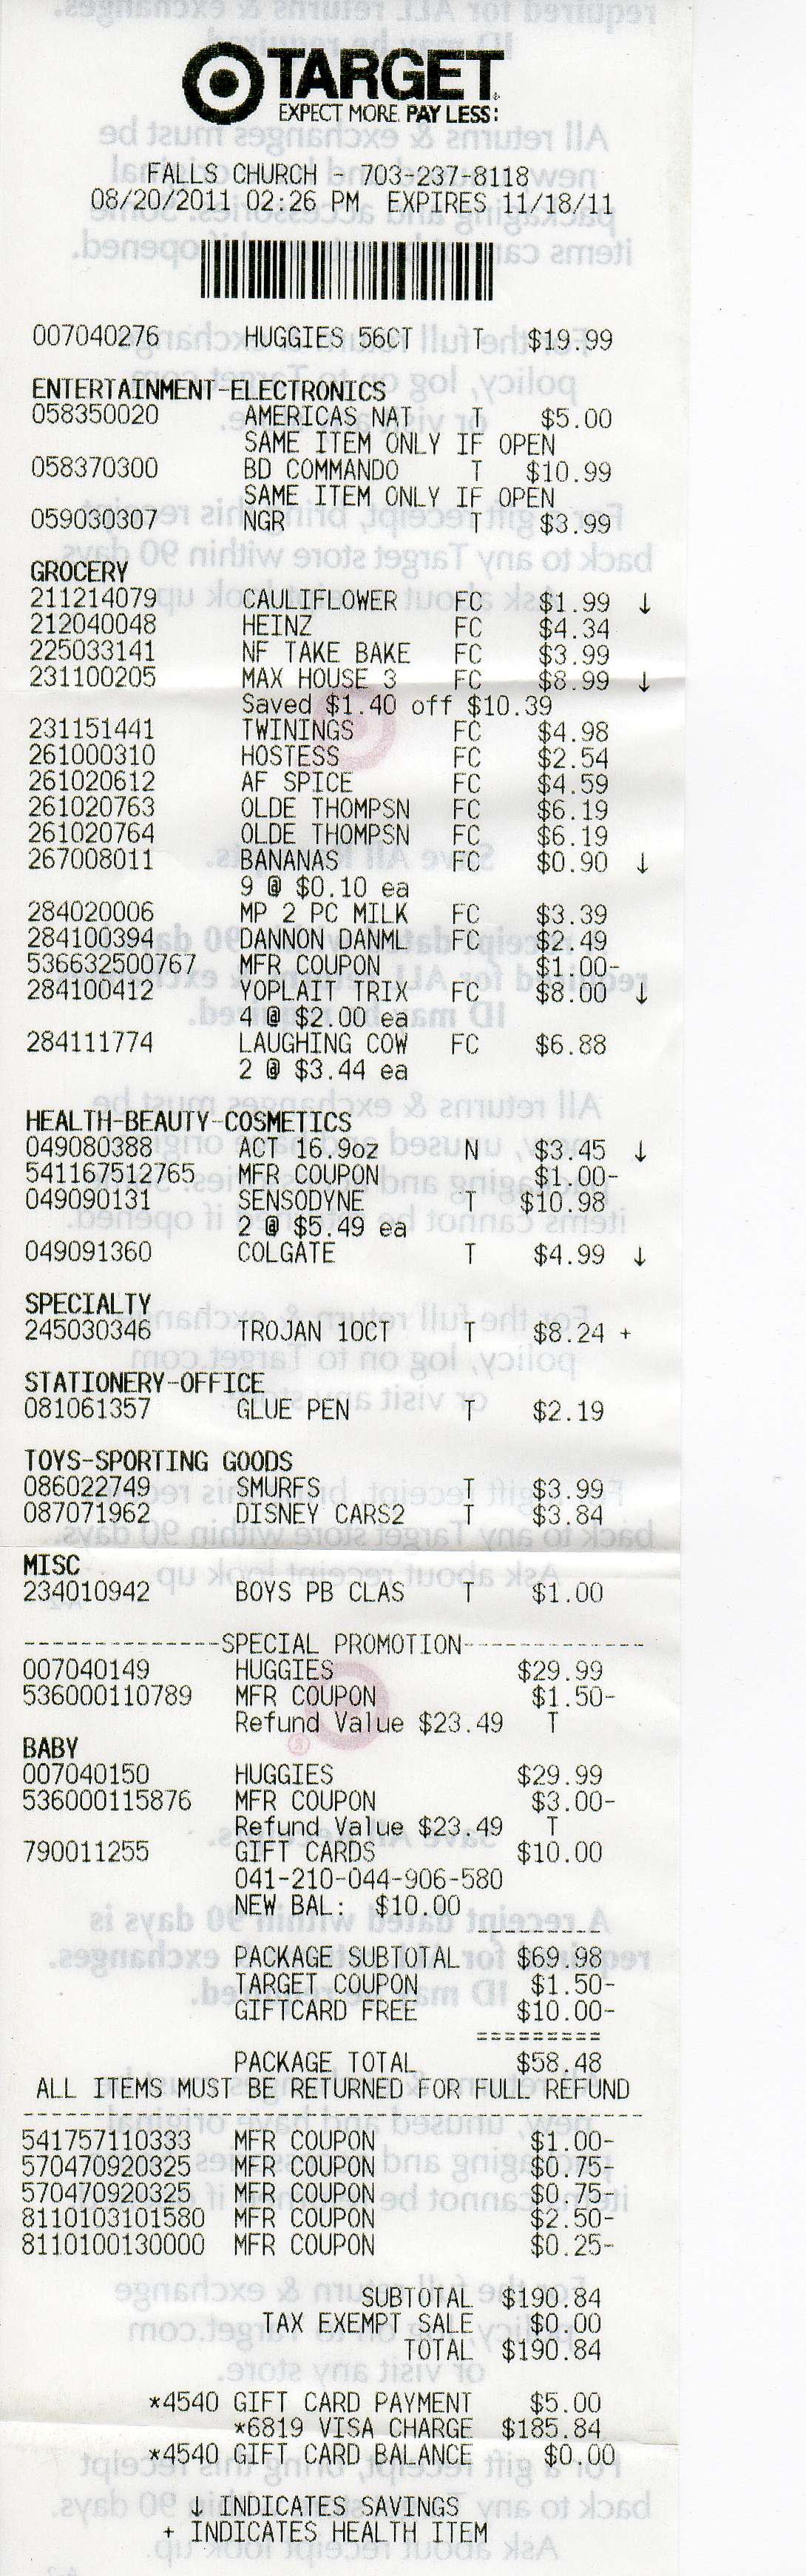 TARGET
EXPECT MORE. PAY LESS.
FALLS CHURCH - 703-237-8118
08/20/2011 02:26 PM EXPIRES 11/18/11
007040276 HUGGIES 56CT T $19.99
ENTERTAINMENT-ELECTRONICS
058350020 AMERICAS NAT T $5.00
SAME ITEM ONLY IF OPEN
058370300 BD COMMANDO T $10.99
SAME ITEM ONLY IF OPEN
059030307 NGR T $3.99
GROCERY
211214079 CAULIFLOWER FC $1.99 ↓
212040048 HEINZ FC $4.34
225033141 NF TAKE BAKE FC $3.99
231100205 MAX HOUSE 3 FC $8.99 ↓
Saved $1.40 off $10.39
231151441 TWININGS FC $4.98
261000310 HOSTESS FC $2.54
261020612 AF SPICE FC $4.59
261020763 OLDE THOMPSN FC $6.19
261020764 OLDE THOMPSN FC $6.19
267008011 BANANAS FC $0.90 ↓
9 @ $0.10 ea
284020006 MP 2 PC MILK FC $3.39
284100394 DANNON DANML FC $2.49
536632500767 MFR COUPON $1.00-
284100412 YOPLAIT TRIX FC $8.00 ↓
4 @ $2.00 ea
284111774 LAUGHING COW FC $6.88
2 @ $3.44 ea
HEALTH-BEAUTY-COSMETICS
049080388 ACT 16.9oz N $3.45 ↓
541167512765 MFR COUPON $1.00-
049090131 SENSODYNE T $10.98
2 @ $5.49 ea
049091360 COLGATE T $4.99 ↓
SPECIALTY
245030346 TROJAN 10CT T $8.24 +
STATIONERY-OFFICE
081061357 GLUE PEN T $2.19
TOYS-SPORTING GOODS
086022749 SMURFS T $3.99
087071962 DISNEY CARS2 T $3.84
MISC
234010942 BOYS PB CLAS T $1.00
--------------SPECIAL PROMOTION--------------
007040149 HUGGIES $29.99
536000110789 MFR COUPON $1.50-
Refund Value $23.49 T
BABY
007040150 HUGGIES $29.99
536000115876 MFR COUPON $3.00-
Refund Value $23.49 T
790011255 GIFT CARDS $10.00
041-210-044-906-580
NEW BAL: $10.00
---------
PACKAGE SUBTOTAL $69.98
TARGET COUPON $1.50-
GIFTCARD FREE $10.00-
=========
PACKAGE TOTAL $58.48
ALL ITEMS MUST BE RETURNED FOR FULL REFUND
--------------------------------------------
541757110333 MFR COUPON $1.00-
570470920325 MFR COUPON $0.75-
570470920325 MFR COUPON $0.75-
8110103101580 MFR COUPON $2.50-
8110100130000 MFR COUPON $0.25-
SUBTOTAL $190.84
TAX EXEMPT SALE $0.00
TOTAL $190.84
*4540 GIFT CARD PAYMENT $5.00
*6819 VISA CHARGE $185.84
*4540 GIFT CARD BALANCE $0.00
↓ INDICATES SAVINGS
+ INDICATES HEALTH ITEM